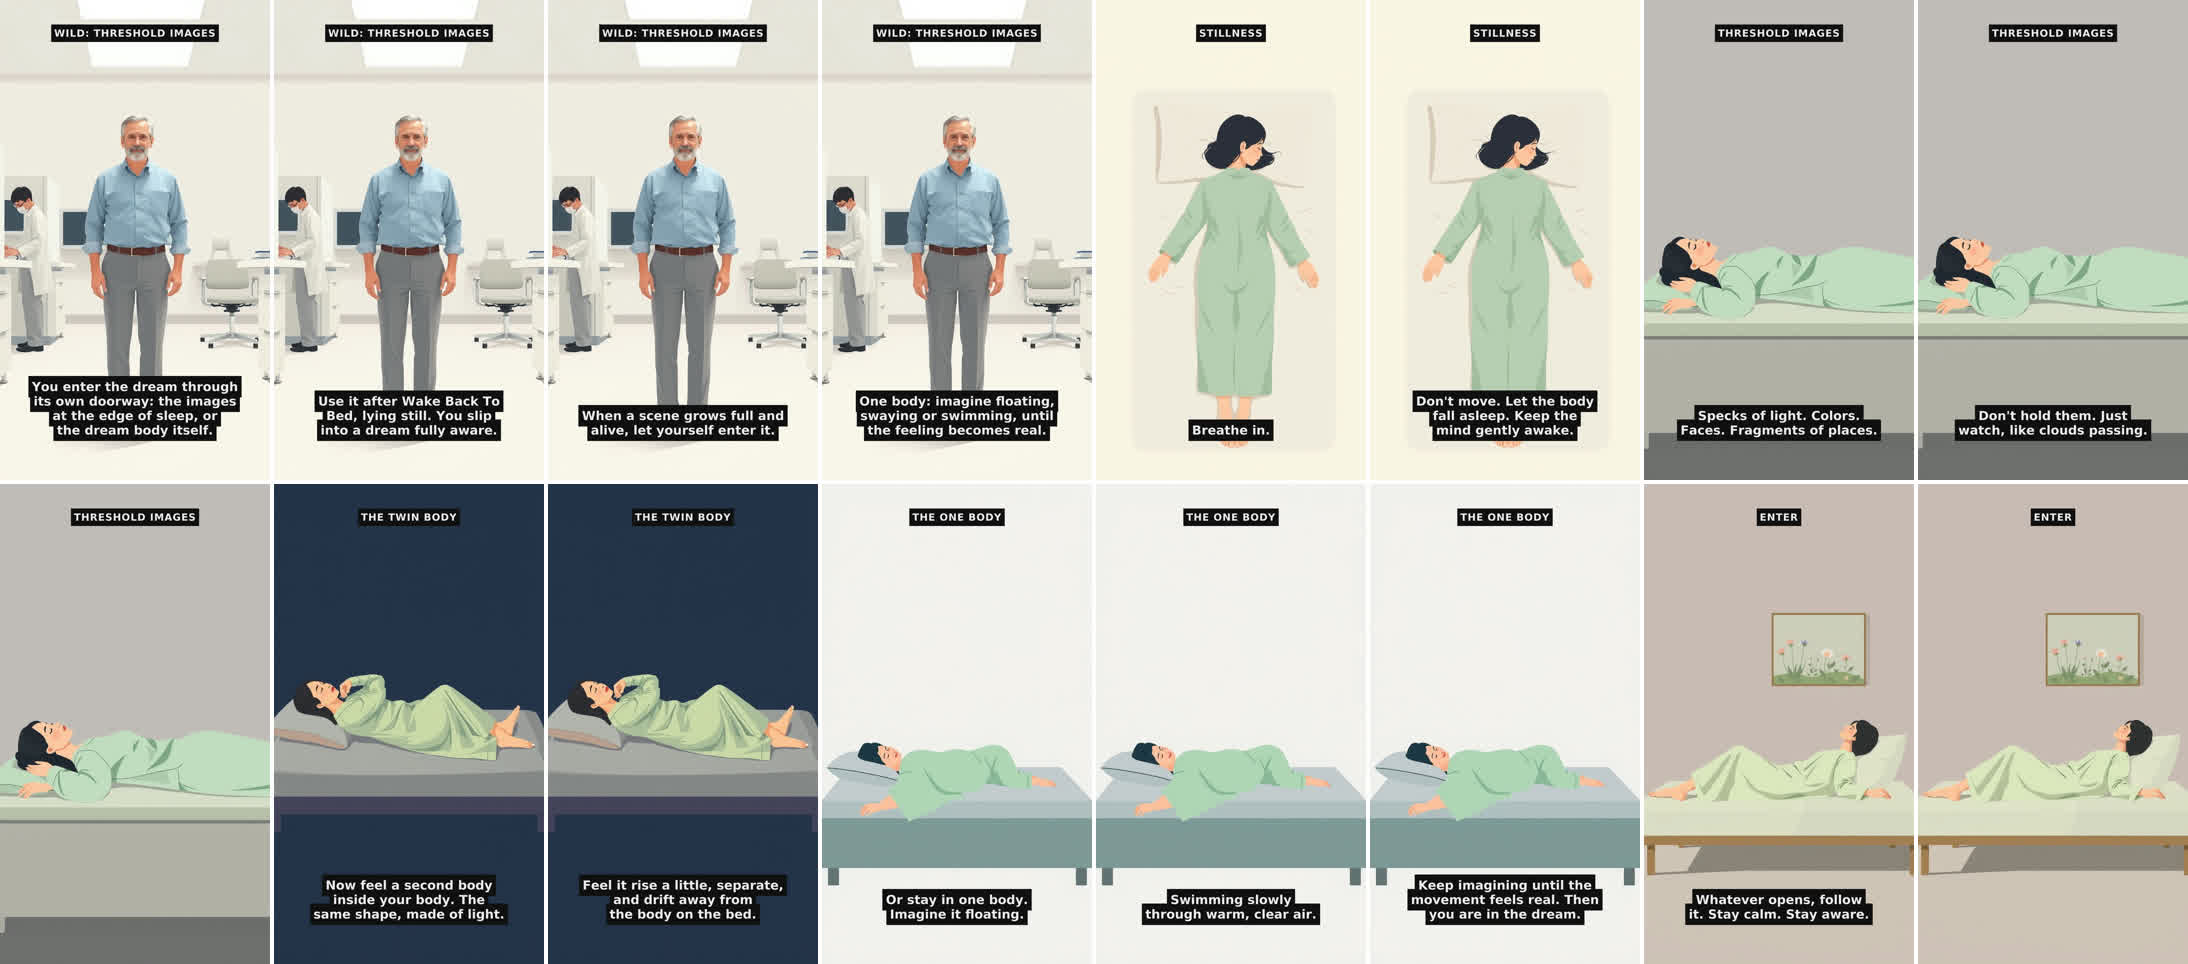 WILD: THRESHOLD IMAGES
You enter the dream through
its own doorway: the images
at the edge of sleep, or
the dream body itself.
WILD: THRESHOLD IMAGES
Use it after Wake Back To
Bed, lying still. You slip
into a dream fully aware.
WILD: THRESHOLD IMAGES
When a scene grows full and
alive, let yourself enter it.
WILD: THRESHOLD IMAGES
One body: imagine floating,
swaying or swimming, until
the feeling becomes real.
STILLNESS
Breathe in.
STILLNESS
Don't move. Let the body
fall asleep. Keep the
mind gently awake.
THRESHOLD IMAGES
Specks of light. Colors.
Faces. Fragments of places.
THRESHOLD IMAGES
Don't hold them. Just
watch, like clouds passing.
THRESHOLD IMAGES
THE TWIN BODY
Now feel a second body
inside your body. The
same shape, made of light.
THE TWIN BODY
Feel it rise a little, separate,
and drift away from
the body on the bed.
THE ONE BODY
Or stay in one body.
Imagine it floating.
THE ONE BODY
Swimming slowly
through warm, clear air.
THE ONE BODY
Keep imagining until the
movement feels real. Then
you are in the dream.
ENTER
Whatever opens, follow
it. Stay calm. Stay aware.
ENTER